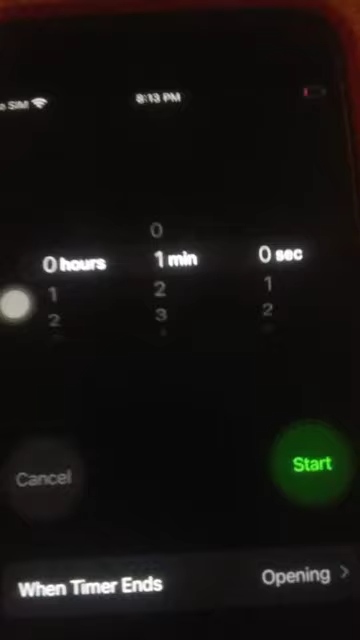 o SIM 8:13 PM
0
0 hours 1 min 0 sec
1 2 1
2 3 2
Cancel Start
When Timer Ends Opening >